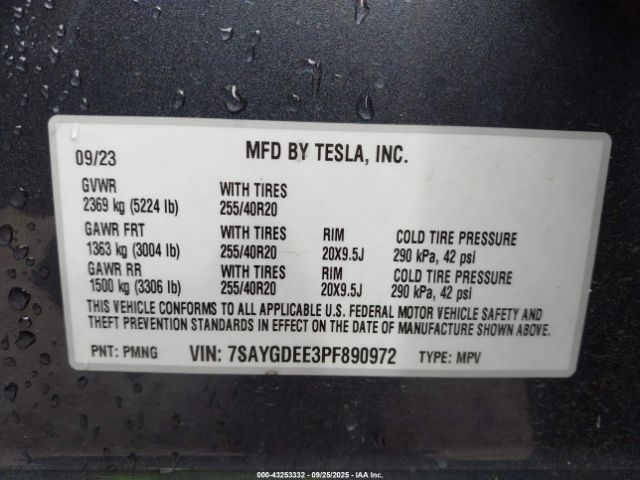 09/23 MFD BY TESLA, INC.
GVWR WITH TIRES
2369 kg (5224 lb) 255/40R20
GAWR FRT WITH TIRES RIM COLD TIRE PRESSURE
1363 kg (3004 lb) 255/40R20 20X9.5J 290 kPa, 42 psi
GAWR RR WITH TIRES RIM COLD TIRE PRESSURE
1500 kg (3306 lb) 255/40R20 20X9.5J 290 kPa, 42 psi
THIS VEHICLE CONFORMS TO ALL APPLICABLE U.S. FEDERAL MOTOR VEHICLE SAFETY AND
THEFT PREVENTION STANDARDS IN EFFECT ON THE DATE OF MANUFACTURE SHOWN ABOVE.
PNT: PMNG VIN: 7SAYGDEE3PF890972 TYPE: MPV
000-43253332 - 09/25/2025 - IAA Inc.